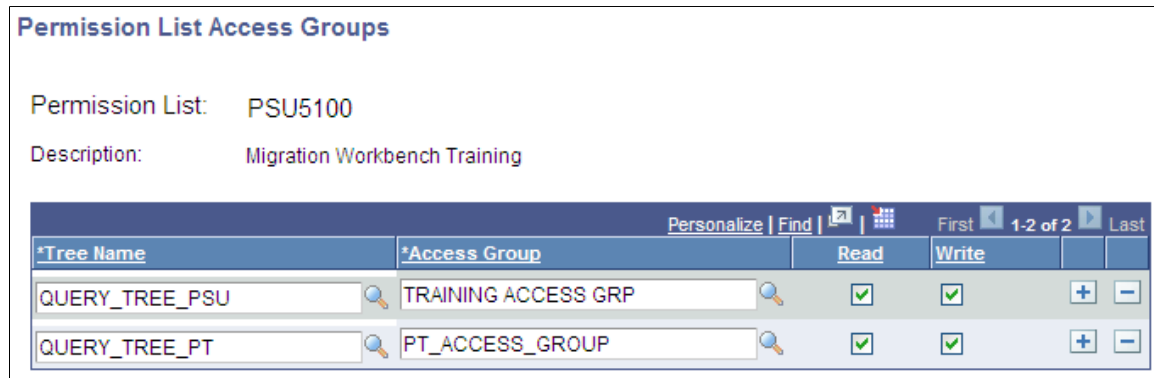 Permission List Access Groups
Permission List: PSU5100
Description: Migration Workbench Training
Personalize | Find | | First 1-2 of 2 Last
*Tree Name *Access Group Read Write
QUERY_TREE_PSU TRAINING ACCESS GRP
QUERY_TREE_PT PT_ACCESS_GROUP